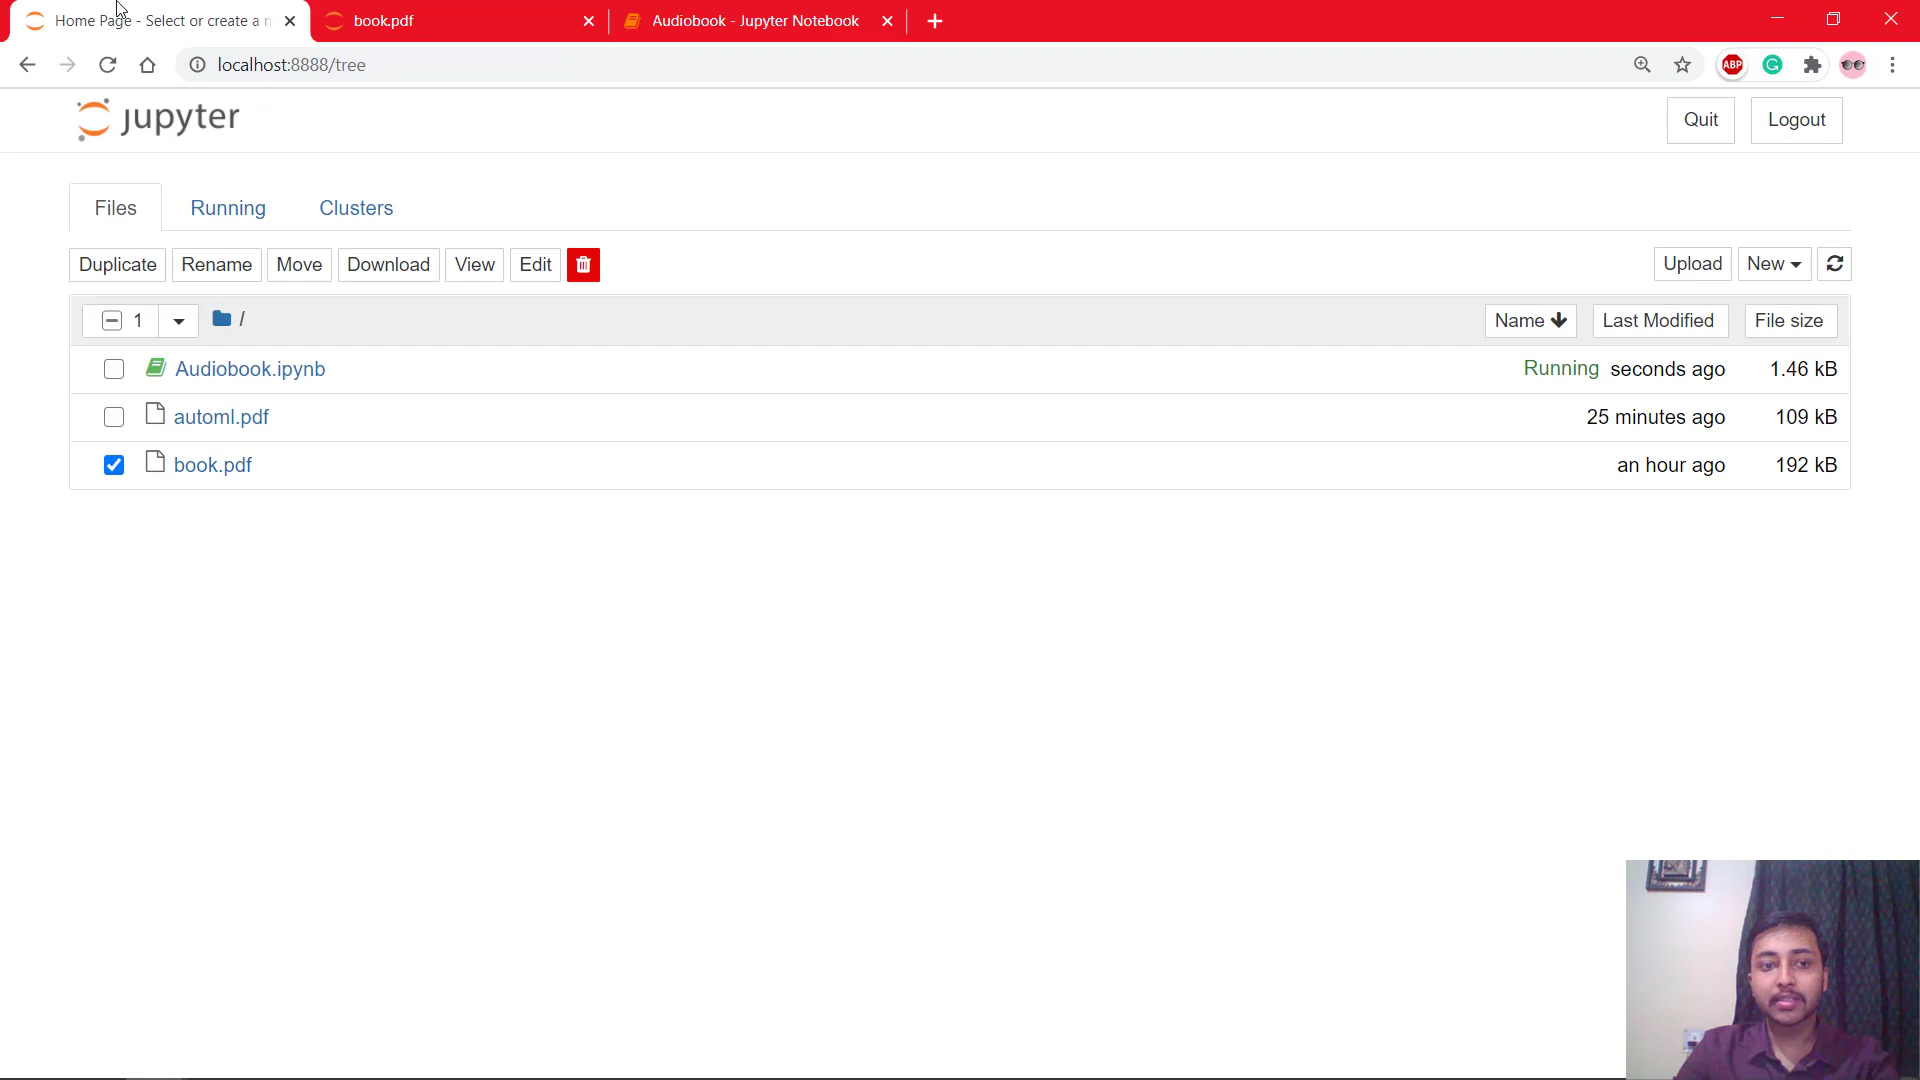 Home Page - Select or create a n
book.pdf
Audiobook - Jupyter Notebook
localhost:8888/tree
ABP
jupyter
Quit
Logout
Files
Running
Clusters
Duplicate
Rename
Move
Download
View
Edit
Upload
New
1
/
Name
Last Modified
File size
Audiobook.ipynb
Running seconds ago
1.46 kB
automl.pdf
25 minutes ago
109 kB
book.pdf
an hour ago
192 kB